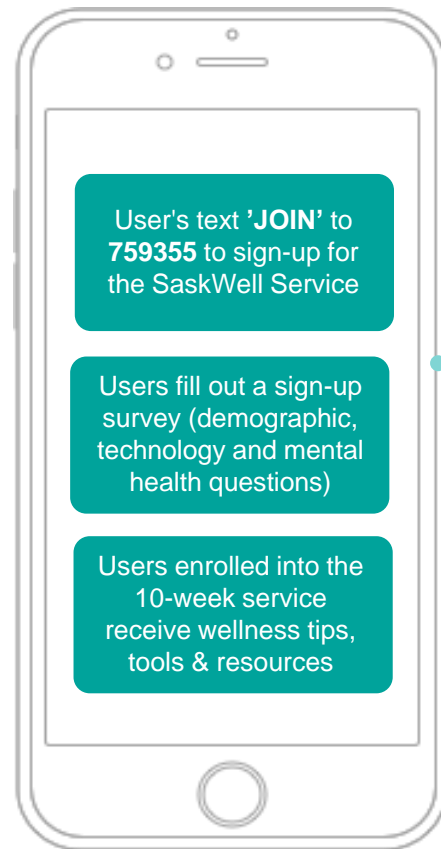 User's text ’JOIN’ to
759355 to sign-up for
the SaskWell Service
Users fill out a sign-up
survey (demographic,
technology and mental
health questions)
Users enrolled into the
10-week service
receive wellness tips,
tools & resources